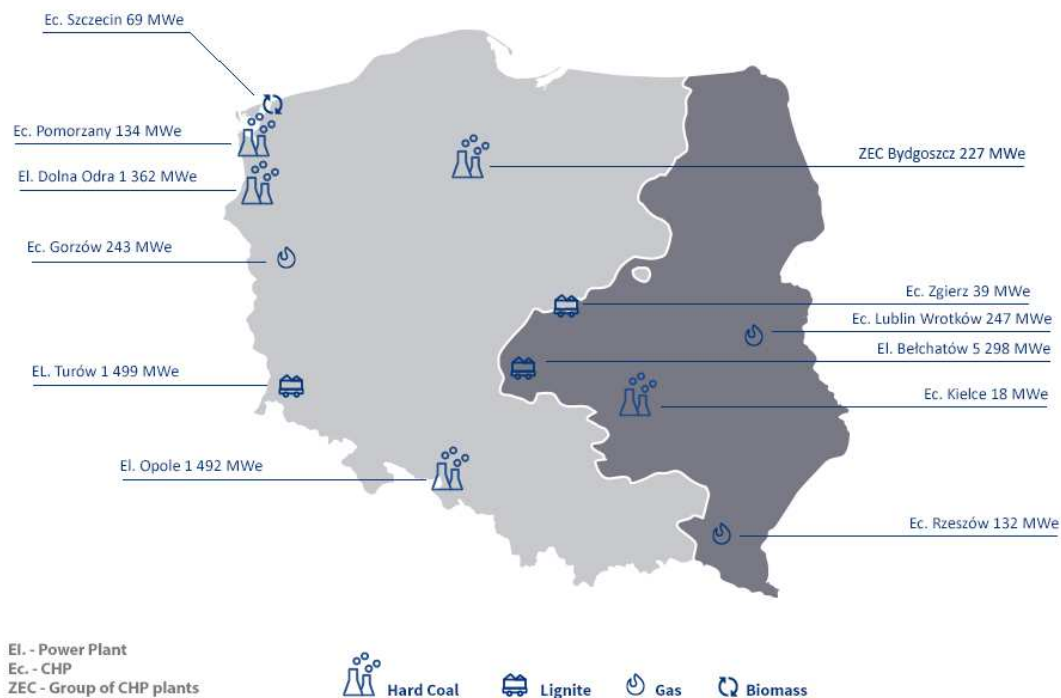 Ec. Szczecin 69 MWe
Ec. Pomorzany 134 MWe
El. Dolna Odra 1 362 MWe
Ec. Gorzów 243 MWe
EL. Turów 1 499 MWe
El. Opole 1 492 MWe
ZEC Bydgoszcz 227 MWe
Ec. Zgierz 39 MWe
Ec. Lublin Wrotków 247 MWe
El. Bełchatów 5 298 MWe
Ec. Kielce 18 MWe
Ec. Rzeszów 132 MWe
El. - Power Plant
Ec. - CHP
ZEC - Group of CHP plants
Hard Coal
Lignite
Gas
Biomass